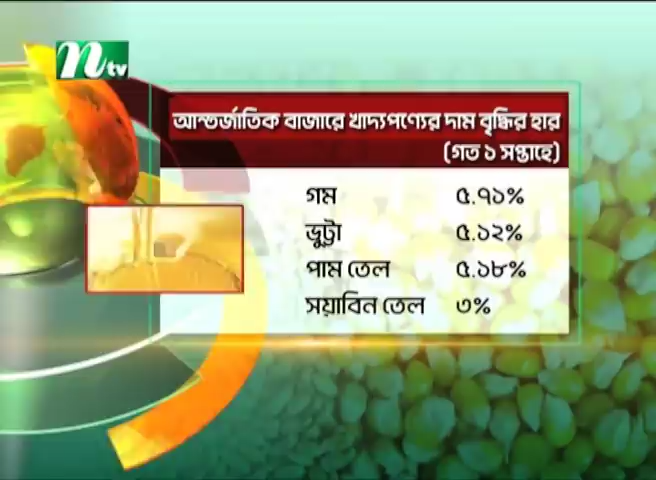 ntv
আন্তর্জাতিক বাজারে খাদ্যপণ্যের দাম বৃদ্ধির হার
(গত ১ সপ্তাহে)
গম ৫.৭১%
ভুট্টা ৫.১২%
পাম তেল ৫.১৮%
সয়াবিন তেল ৩%